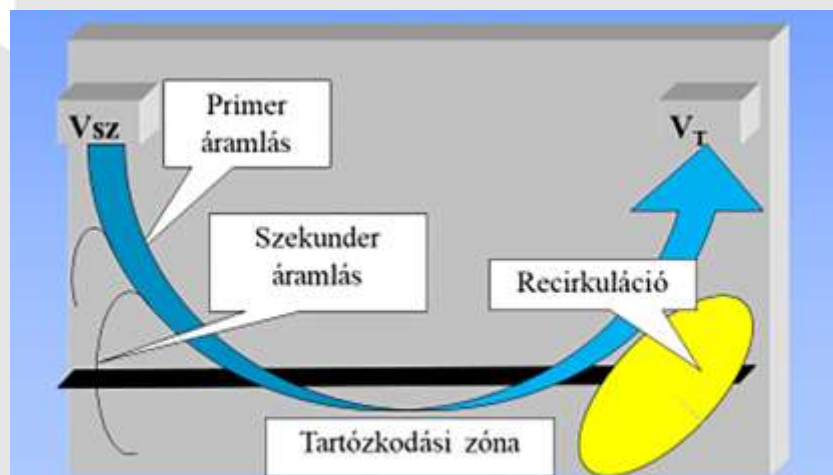 Vsz
Primer
áramlás
V_T
Szekunder
áramlás
Recirkuláció
Tartózkodási zóna